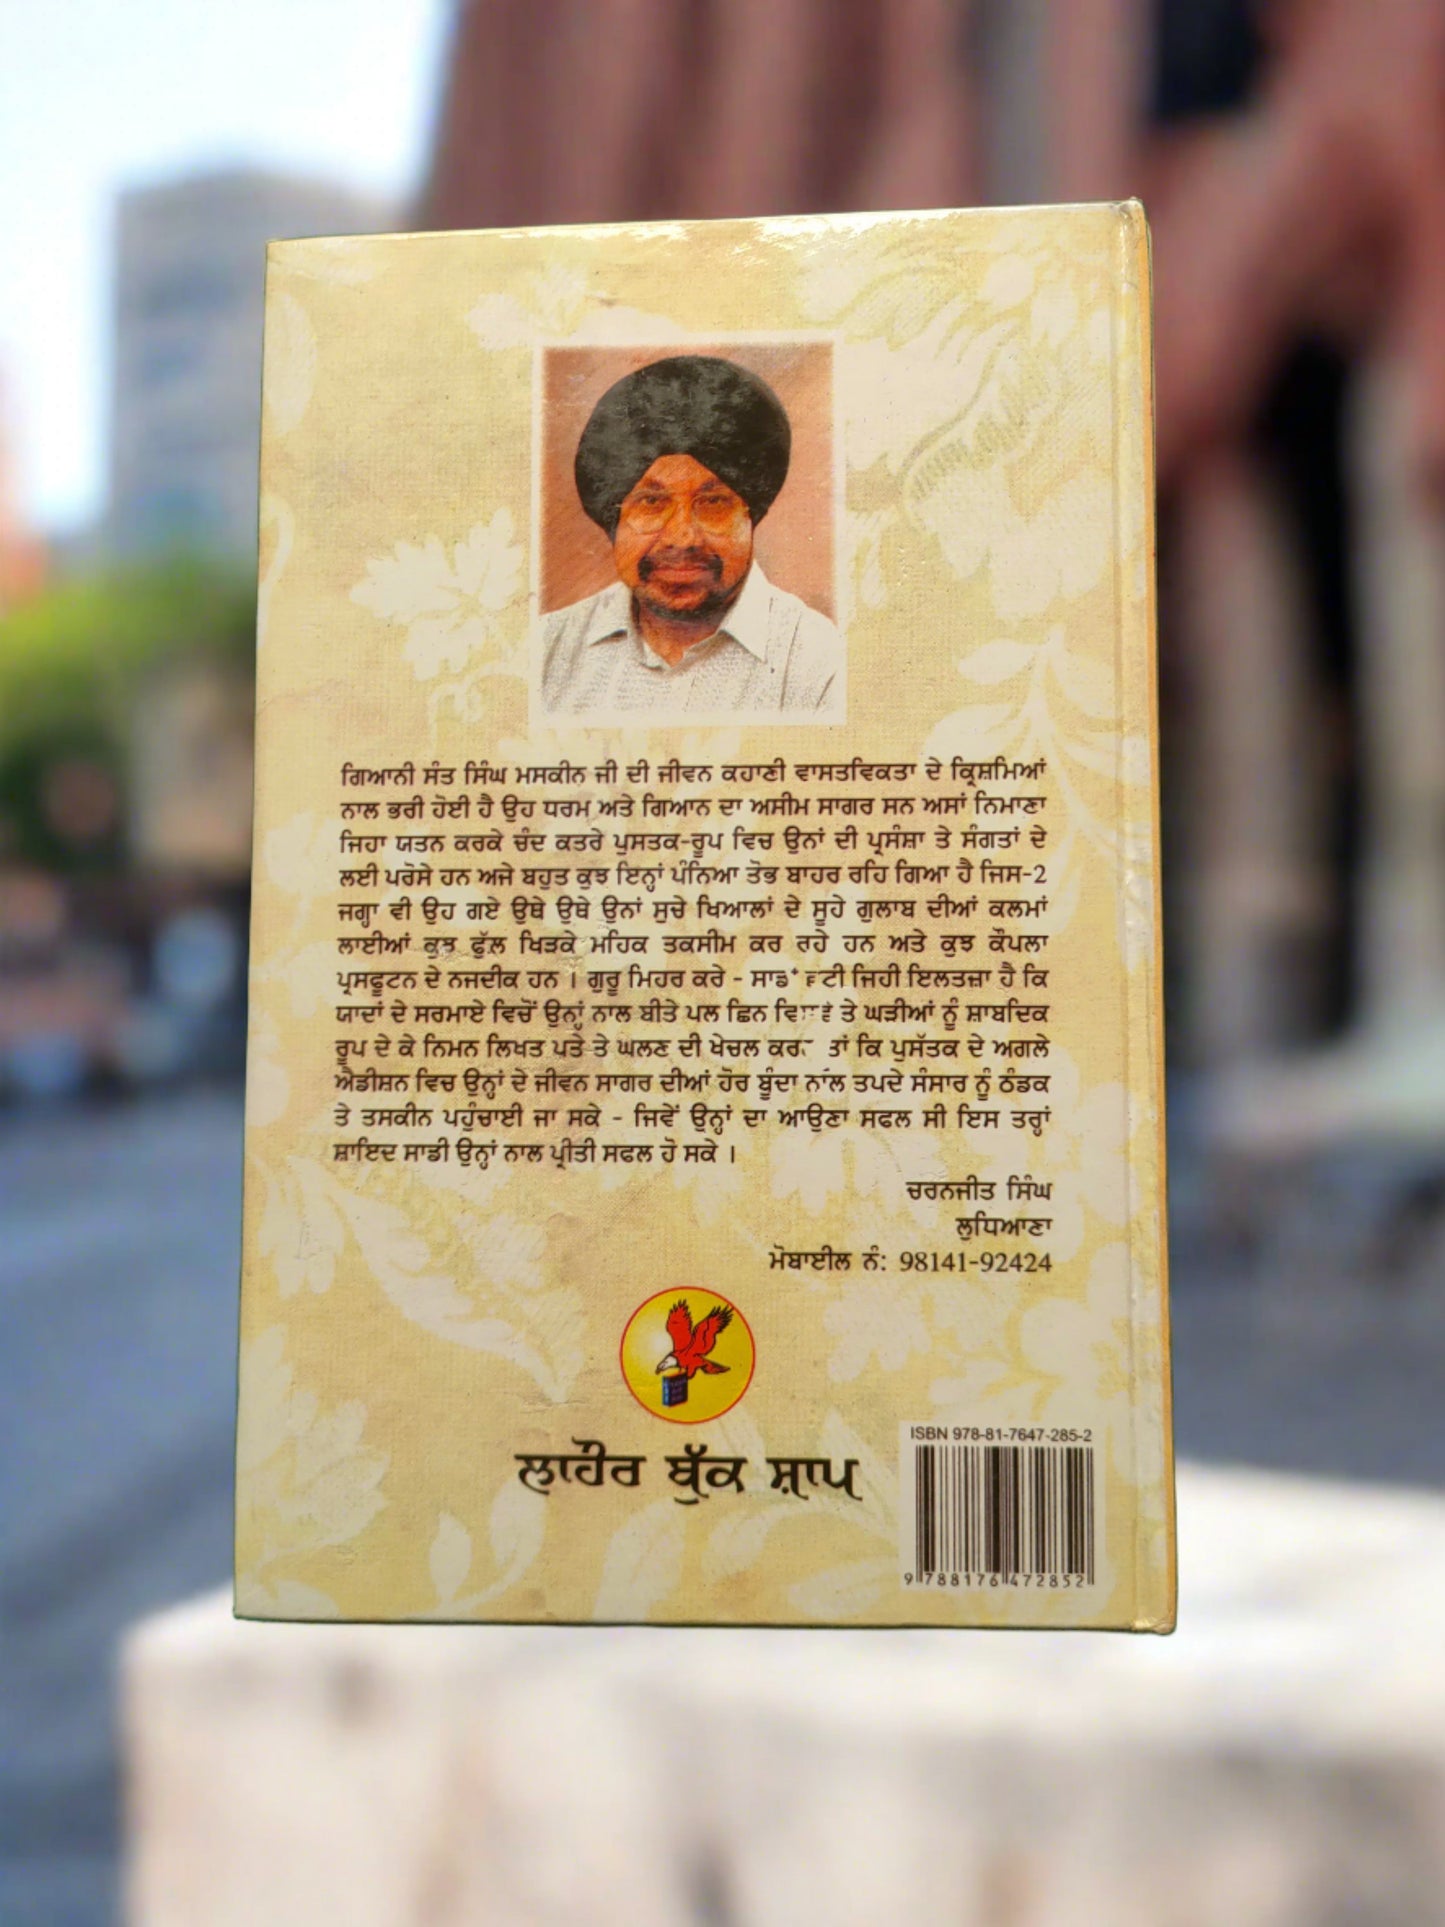 ਗਿਆਨੀ ਸੰਤ ਸਿੰਘ ਮਸਕੀਨ ਜੀ ਦੀ ਜੀਵਨ ਕਹਾਣੀ ਵਾਸਤਵਿਕਤਾ ਦੇ ਕ੍ਰਿਸ਼ਮਿਆਂ
ਨਾਲ ਭਰੀ ਹੋਈ ਹੈ ਉਹ ਧਰਮ ਅਤੇ ਗਿਆਨ ਦਾ ਅਸੀਮ ਸਾਗਰ ਸਨ ਅਸਾਂ ਨਿਮਾਣਾ
ਜਿਹਾ ਯਤਨ ਕਰਕੇ ਚੰਦ ਕਤਰੇ ਪੁਸਤਕ-ਰੂਪ ਵਿਚ ਉਨਾਂ ਦੀ ਪ੍ਰਸੰਸ਼ਾ ਤੇ ਸੰਗਤਾਂ ਦੇ
ਲਈ ਪਰੋਸੇ ਹਨ ਅਜੇ ਬਹੁਤ ਕੁਝ ਇਨ੍ਹਾਂ ਪੰਨਿਆ ਤੋਭ ਬਾਹਰ ਰਹਿ ਗਿਆ ਹੈ ਜਿਸ-2
ਜਗ੍ਹਾ ਵੀ ਉਹ ਗਏ ਉਥੇ ਉਥੇ ਉਨਾਂ ਸੁਚੇ ਖਿਆਲਾਂ ਦੇ ਸੂਹੇ ਗੁਲਾਬ ਦੀਆਂ ਕਲਮਾਂ
ਲਾਈਆਂ ਕੁਝ ਫੁੱਲ ਖਿੜਕੇ ਮਹਿਕ ਤਕਸੀਮ ਕਰ ਰਹੇ ਹਨ ਅਤੇ ਕੁਝ ਕੌਪਲਾ
ਪ੍ਰਸਫੂਟਨ ਦੇ ਨਜਦੀਕ ਹਨ । ਗੁਰੂ ਮਿਹਰ ਕਰੇ - ਜਿਹੀ ਇਲਤਜ਼ਾ ਹੈ ਕਿ
ਯਾਦਾਂ ਦੇ ਸਰਮਾਏ ਵਿਚੋਂ ਉਨ੍ਹਾਂ ਨਾਲ ਬੀਤੇ ਪਲ ਛਿਨ ਤੇ ਘੜੀਆਂ ਨੂੰ ਸ਼ਾਬਦਿਕ
ਰੂਪ ਦੇ ਕੇ ਨਿਮਨ ਲਿਖਤ ਪਤੇ ਤੇ ਘਲਣ ਦੀ ਖੇਚਲ ਤਾਂ ਕਿ ਪੁਸੱਤਕ ਦੇ ਅਗਲੇ
ਐਡੀਸ਼ਨ ਵਿਚ ਉਨ੍ਹਾਂ ਦੇ ਜੀਵਨ ਸਾਗਰ ਦੀਆਂ ਹੋਰ ਬੂੰਦਾ ਨਾਲ ਤਪਦੇ ਸੰਸਾਰ ਨੂੰ ਠੰਡਕ
ਤੇ ਤਸਕੀਨ ਪਹੁੰਚਾਈ ਜਾ ਸਕੇ - ਜਿਵੇਂ ਉਨ੍ਹਾਂ ਦਾ ਆਉਣਾ ਸਫਲ ਸੀ ਇਸ ਤਰ੍ਹਾਂ
ਸ਼ਾਇਦ ਸਾਡੀ ਉਨ੍ਹਾਂ ਨਾਲ ਪ੍ਰੀਤੀ ਸਫਲ ਹੋ ਸਕੇ ।
ਚਰਨਜੀਤ ਸਿੰਘ
ਲੁਧਿਆਣਾ
ਮੋਬਾਈਲ ਨੰ: 98141-92424
ਲਾਹੌਰ ਬੁੱਕ ਸ਼ਾਪ
ISBN 978-81-7647-285-2
9 788176 472852